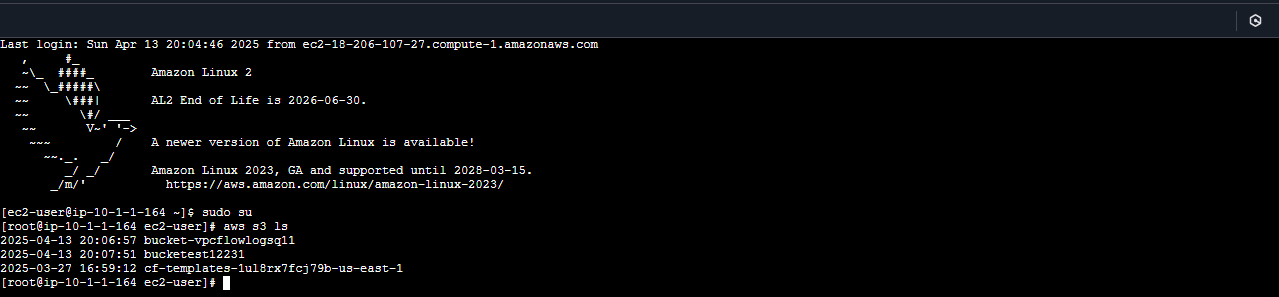 Last login: Sun Apr 13 20:04:46 2025 from ec2-18-206-107-27.compute-1.amazonaws.com
   ,     #_
   ~\_  ####_        Amazon Linux 2
  ~~  \_#####\
  ~~     \###|       AL2 End of Life is 2026-06-30.
  ~~       \#/ ___
   ~~       V~' '->
    ~~~         /    A newer version of Amazon Linux is available!
      ~~._.   _/
         _/ _/       Amazon Linux 2023, GA and supported until 2028-03-15.
       _/m/'           https://aws.amazon.com/linux/amazon-linux-2023/
[ec2-user@ip-10-1-1-164 ~]$ sudo su
[root@ip-10-1-1-164 ec2-user]# aws s3 ls
2025-04-13 20:06:57 bucket-vpcflowlogsq11
2025-04-13 20:07:51 bucketest12231
2025-03-27 16:59:12 cf-templates-1ul8rx7fcj79b-us-east-1
[root@ip-10-1-1-164 ec2-user]#